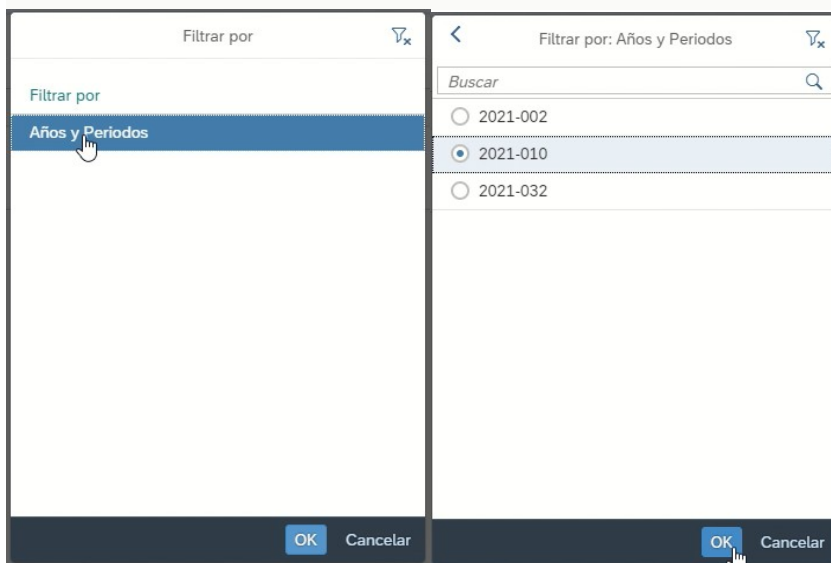 Filtrar por
Filtrar por
Años y Periodos
OK Cancelar
Filtrar por: Años y Periodos
Buscar
2021-002
2021-010
2021-032
OK Cancelar